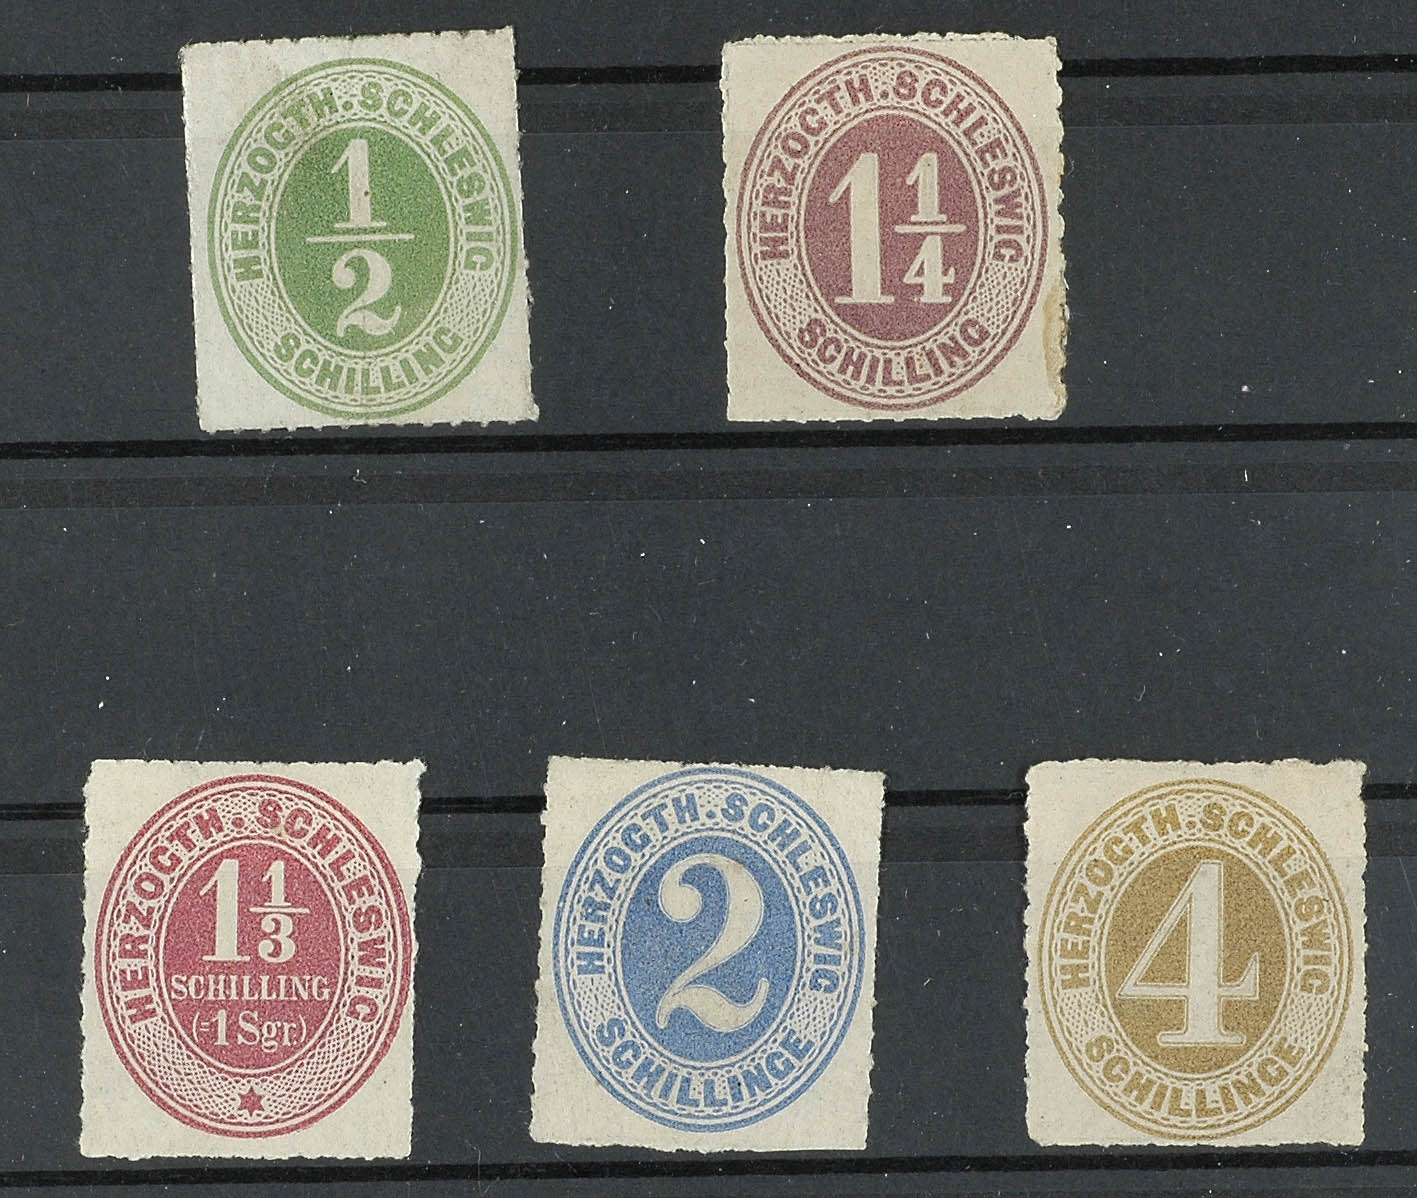 HERZOGTH. SCHLESWIG
1/2
SCHILLING
HERZOGTH. SCHLESWIG
1 1/4
SCHILLING
HERZOGTH. SCHLESWIG
1 1/3
SCHILLING
(=1 Sgr.)
HERZOGTH. SCHLESWIG
2
SCHILLINGE
HERZOGTH. SCHLESWIG
4
SCHILLINGE